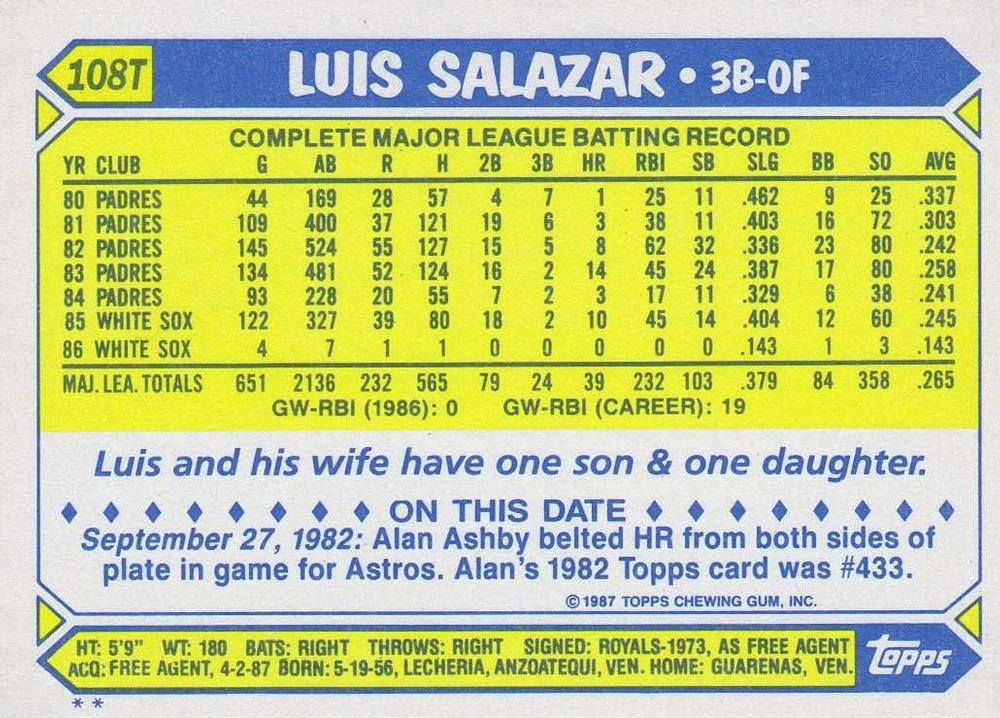 108T LUIS SALAZAR • 3B-OF
COMPLETE MAJOR LEAGUE BATTING RECORD
YR CLUB G AB R H 2B 3B HR RBI SB SLG BB SO AVG
80 PADRES 44 169 28 57 4 7 1 25 11 .462 9 25 .337
81 PADRES 109 400 37 121 19 6 3 38 11 .403 16 72 .303
82 PADRES 145 524 55 127 15 5 8 62 32 .336 23 80 .242
83 PADRES 134 481 52 124 16 2 14 45 24 .387 17 80 .258
84 PADRES 93 228 20 55 7 2 3 17 11 .329 6 38 .241
85 WHITE SOX 122 327 39 80 18 2 10 45 14 .404 12 60 .245
86 WHITE SOX 4 7 1 1 0 0 0 0 0 .143 1 3 .143
MAJ. LEA. TOTALS 651 2136 232 565 79 24 39 232 103 .379 84 358 .265
GW-RBI (1986): 0 GW-RBI (CAREER): 19
Luis and his wife have one son & one daughter.
ON THIS DATE
September 27, 1982: Alan Ashby belted HR from both sides of
plate in game for Astros. Alan's 1982 Topps card was #433.
© 1987 TOPPS CHEWING GUM, INC.
HT: 5'9" WT: 180 BATS: RIGHT THROWS: RIGHT SIGNED: ROYALS-1973, AS FREE AGENT
ACQ: FREE AGENT, 4-2-87 BORN: 5-19-56, LECHERIA, ANZOATEQUI, VEN. HOME: GUARENAS, VEN.
topps
* *